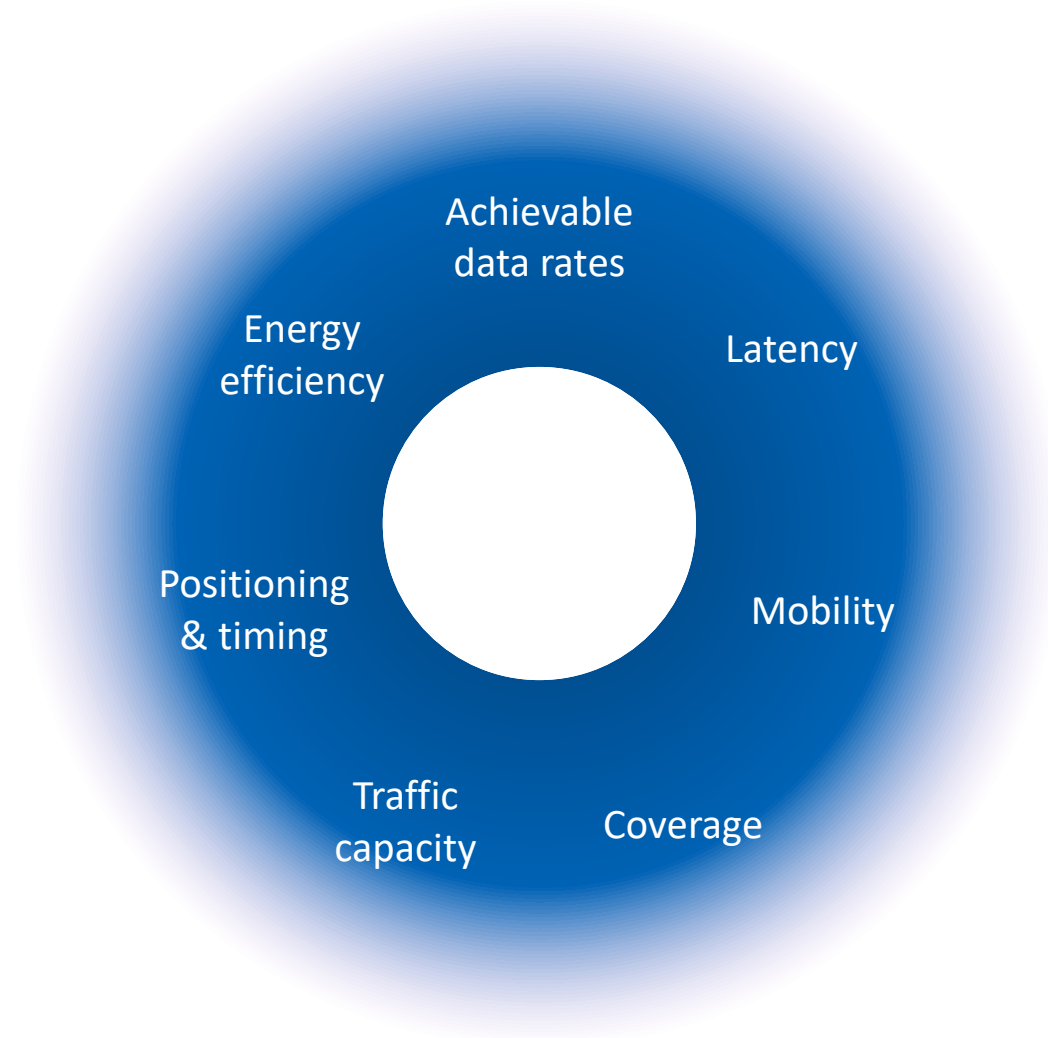 Achievable
data rates
Energy
efficiency
Latency
Positioning
& timing
Mobility
Traffic
capacity
Coverage